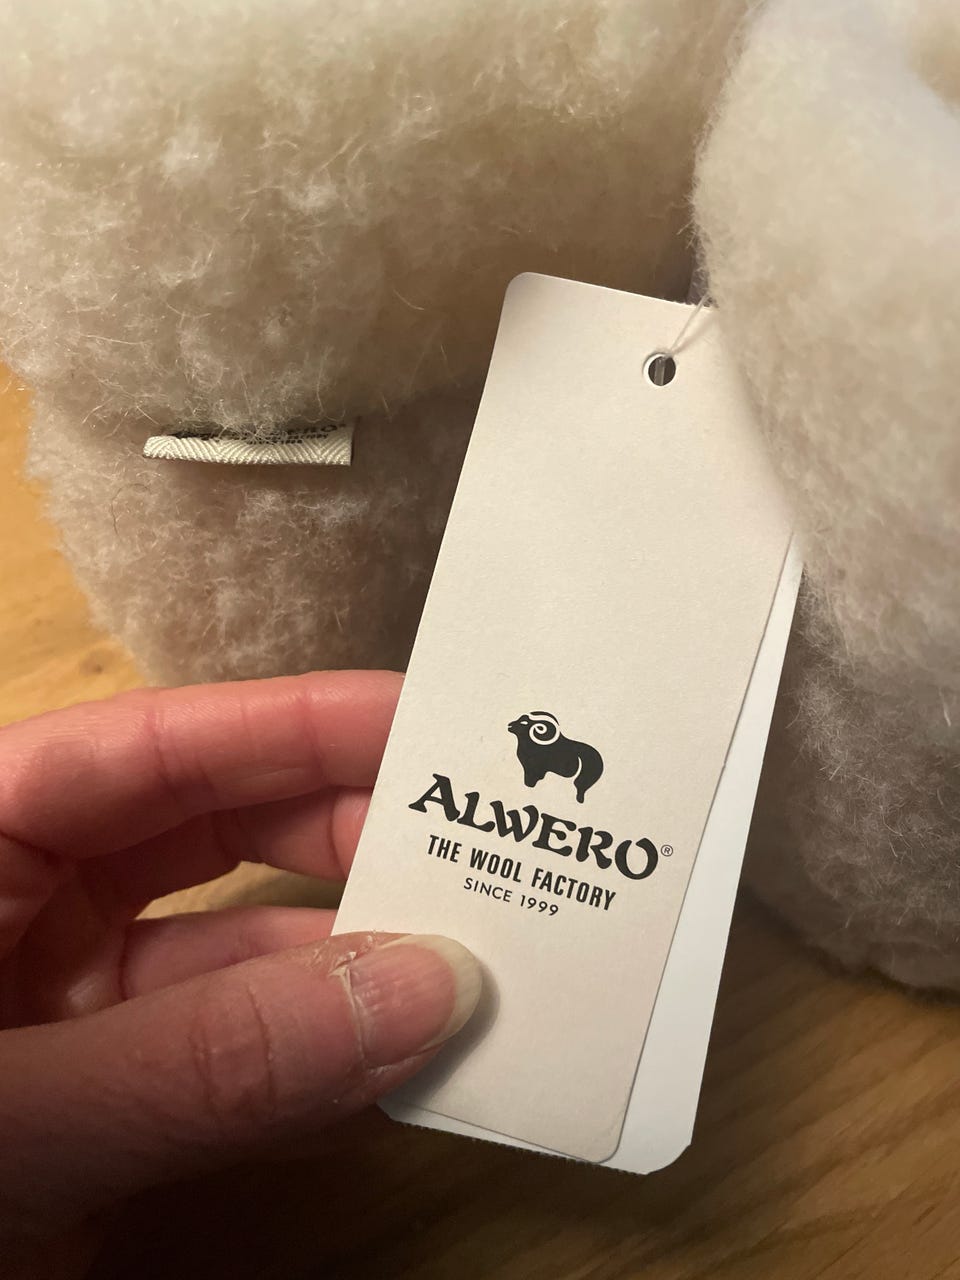 ALWERO®
THE WOOL FACTORY
SINCE 1999